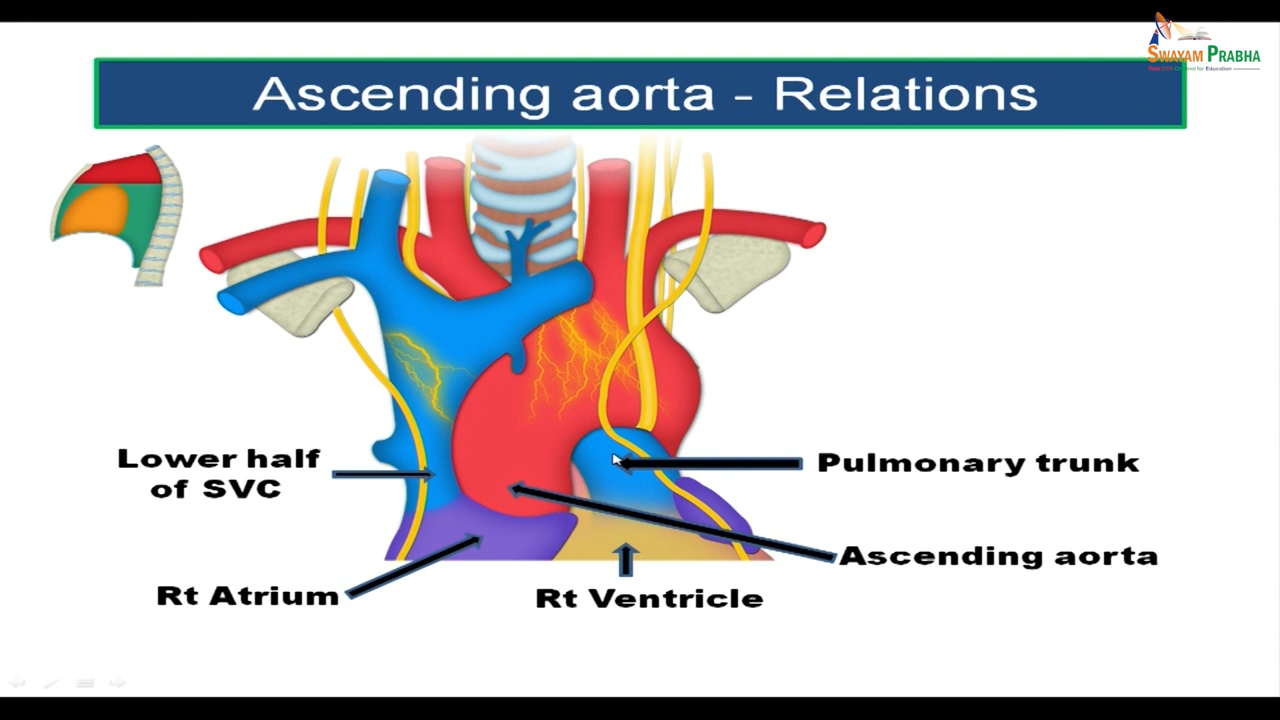 SWAYAM PRABHA
Ascending aorta - Relations
Lower half
of SVC
Pulmonary trunk
Ascending aorta
Rt Atrium
Rt Ventricle